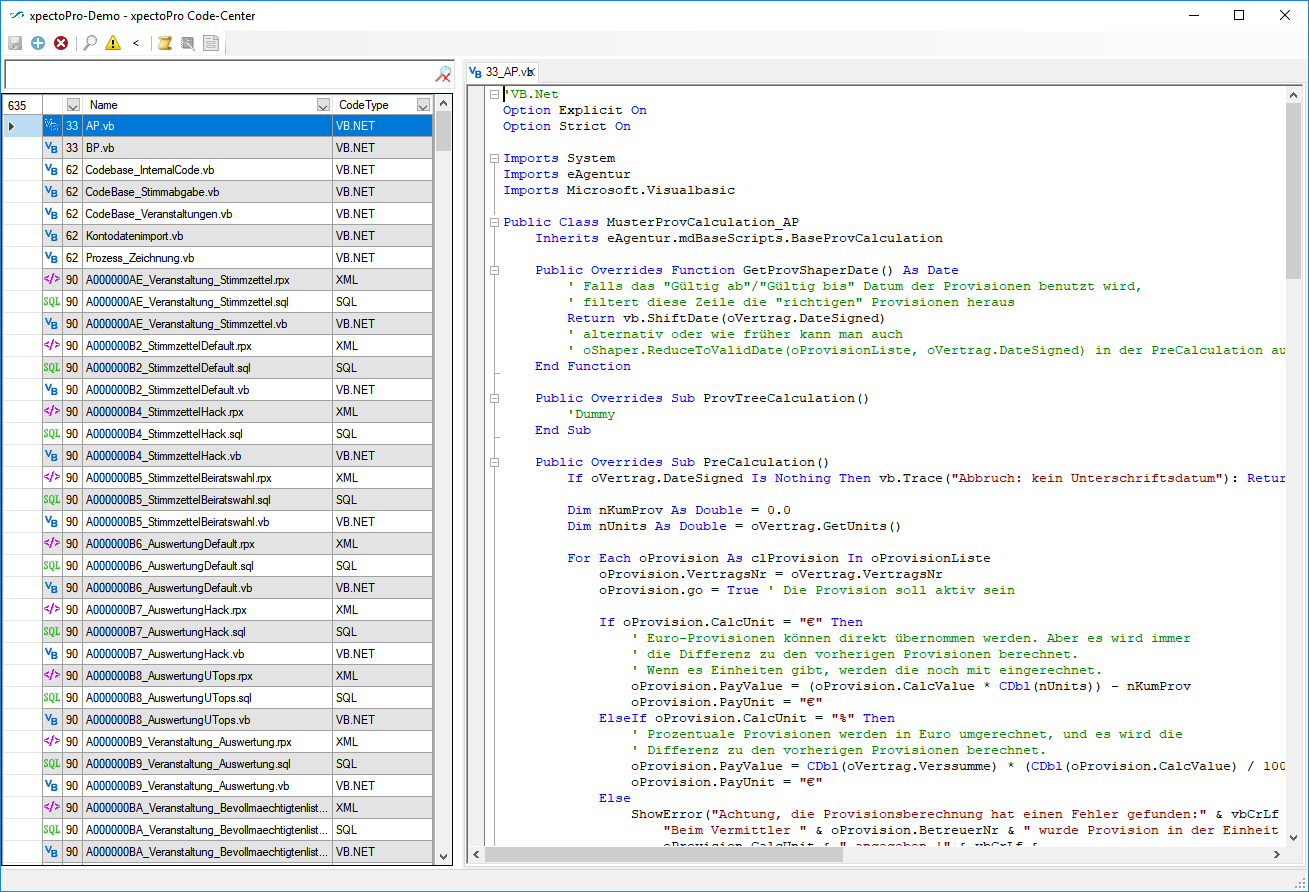 xpectoPro-Demo - xpectoPro Code-Center
<
635 Name CodeType
33 AP.vb VB.NET
33 BP.vb VB.NET
62 Codebase_InternalCode.vb VB.NET
62 CodeBase_Stimmabgabe.vb VB.NET
62 CodeBase_Veranstaltungen.vb VB.NET
62 Kontodatenimport.vb VB.NET
62 Prozess_Zeichnung.vb VB.NET
</> 90 A000000AE_Veranstaltung_Stimmzettel.rpx XML
SQL 90 A000000AE_Veranstaltung_Stimmzettel.sql SQL
VB 90 A000000AE_Veranstaltung_Stimmzettel.vb VB.NET
</> 90 A000000B2_StimmzettelDefault.rpx XML
SQL 90 A000000B2_StimmzettelDefault.sql SQL
VB 90 A000000B2_StimmzettelDefault.vb VB.NET
</> 90 A000000B4_StimmzettelHack.rpx XML
SQL 90 A000000B4_StimmzettelHack.sql SQL
VB 90 A000000B4_StimmzettelHack.vb VB.NET
</> 90 A000000B5_StimmzettelBeiratswahl.rpx XML
SQL 90 A000000B5_StimmzettelBeiratswahl.sql SQL
VB 90 A000000B5_StimmzettelBeiratswahl.vb VB.NET
</> 90 A000000B6_AuswertungDefault.rpx XML
SQL 90 A000000B6_AuswertungDefault.sql SQL
VB 90 A000000B6_AuswertungDefault.vb VB.NET
</> 90 A000000B7_AuswertungHack.rpx XML
SQL 90 A000000B7_AuswertungHack.sql SQL
VB 90 A000000B7_AuswertungHack.vb VB.NET
</> 90 A000000B8_AuswertungUTops.rpx XML
SQL 90 A000000B8_AuswertungUTops.sql SQL
VB 90 A000000B8_AuswertungUTops.vb VB.NET
</> 90 A000000B9_Veranstaltung_Auswertung.rpx XML
SQL 90 A000000B9_Veranstaltung_Auswertung.sql SQL
VB 90 A000000B9_Veranstaltung_Auswertung.vb VB.NET
</> 90 A000000BA_Veranstaltung_Bevollmaechtigtenlist... XML
SQL 90 A000000BA_Veranstaltung_Bevollmaechtigtenlist... SQL
VB 90 A000000BA_Veranstaltung_Bevollmaechtigtenlist... VB.NET
VB 33_AP.vb
'VB.Net
Option Explicit On
Option Strict On
Imports System
Imports eAgentur
Imports Microsoft.Visualbasic
Public Class MusterProvCalculation_AP
Inherits eAgentur.mdBaseScripts.BaseProvCalculation
Public Overrides Function GetProvShaperDate() As Date
' Falls das "Gültig ab"/"Gültig bis" Datum der Provisionen benutzt wird,
' filtert diese Zeile die "richtigen" Provisionen heraus
Return vb.ShiftDate(oVertrag.DateSigned)
' alternativ oder wie früher kann man auch
' oShaper.ReduceToValidDate(oProvisionListe, oVertrag.DateSigned) in der PreCalculation au
End Function
Public Overrides Sub ProvTreeCalculation()
'Dummy
End Sub
Public Overrides Sub PreCalculation()
If oVertrag.DateSigned Is Nothing Then vb.Trace("Abbruch: kein Unterschriftsdatum"): Retur
Dim nKumProv As Double = 0.0
Dim nUnits As Double = oVertrag.GetUnits()
For Each oProvision As clProvision In oProvisionListe
oProvision.VertragsNr = oVertrag.VertragsNr
oProvision.go = True ' Die Provision soll aktiv sein
If oProvision.CalcUnit = "€" Then
' Euro-Provisionen können direkt übernommen werden. Aber es wird immer
' die Differenz zu den vorherigen Provisionen berechnet.
' Wenn es Einheiten gibt, werden die noch mit eingerechnet.
oProvision.PayValue = (oProvision.CalcValue * CDbl(nUnits)) - nKumProv
oProvision.PayUnit = "€"
ElseIf oProvision.CalcUnit = "%" Then
' Prozentuale Provisionen werden in Euro umgerechnet, und es wird die
' Differenz zu den vorherigen Provisionen berechnet.
oProvision.PayValue = CDbl(oVertrag.Verssumme) * (CDbl(oProvision.CalcValue) / 100
oProvision.PayUnit = "€"
Else
ShowError("Achtung, die Provisionsberechnung hat einen Fehler gefunden:" & vbCrLf
"Beim Vermittler " & oProvision.BetreuerNr & " wurde Provision in der Einheit
oProvision.CalcUnit & " angegeben !" & vbCrLf &